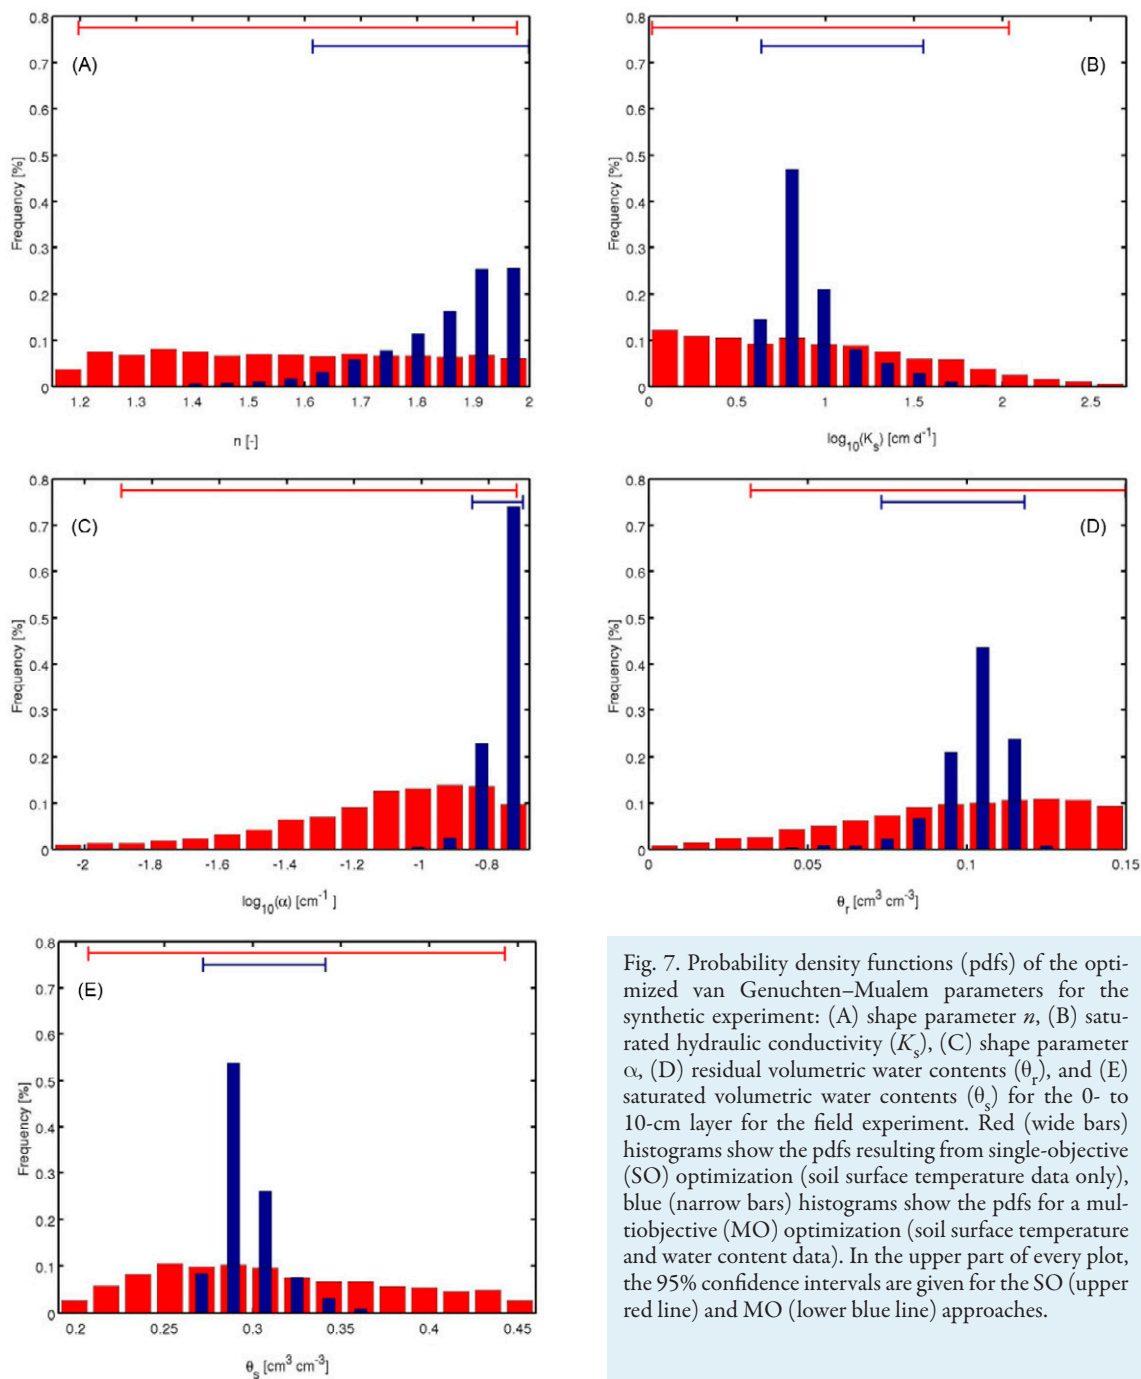 0.8
0.7
0.6
0.5
0.4
0.3
0.2
0.1
0
(A)
Frequency [%]
1.2 1.3 1.4 1.5 1.6 1.7 1.8 1.9 2
n [-]
0.8
0.7
0.6
0.5
0.4
0.3
0.2
0.1
0
(B)
Frequency [%]
0 0.5 1 1.5 2 2.5
log₁₀(Kₛ) [cm d⁻¹]
0.8
0.7
0.6
0.5
0.4
0.3
0.2
0.1
0
(C)
Frequency [%]
-2 -1.8 -1.6 -1.4 -1.2 -1 -0.8
log₁₀(α) [cm⁻¹ ]
0.8
0.7
0.6
0.5
0.4
0.3
0.2
0.1
0
(D)
Frequency [%]
0 0.05 0.1 0.15
θᵣ [cm³ cm⁻³]
0.8
0.7
0.6
0.5
0.4
0.3
0.2
0.1
0
(E)
Frequency [%]
0.2 0.25 0.3 0.35 0.4 0.45
θₛ [cm³ cm⁻³]
Fig. 7. Probability density functions (pdfs) of the opti-
mized van Genuchten–Mualem parameters for the
synthetic experiment: (A) shape parameter n, (B) satu-
rated hydraulic conductivity (Kₛ), (C) shape parameter
α, (D) residual volumetric water contents (θᵣ), and (E)
saturated volumetric water contents (θₛ) for the 0- to
10-cm layer for the field experiment. Red (wide bars)
histograms show the pdfs resulting from single-objective
(SO) optimization (soil surface temperature data only),
blue (narrow bars) histograms show the pdfs for a mul-
tiobjective (MO) optimization (soil surface temperature
and water content data). In the upper part of every plot,
the 95% confidence intervals are given for the SO (upper
red line) and MO (lower blue line) approaches.